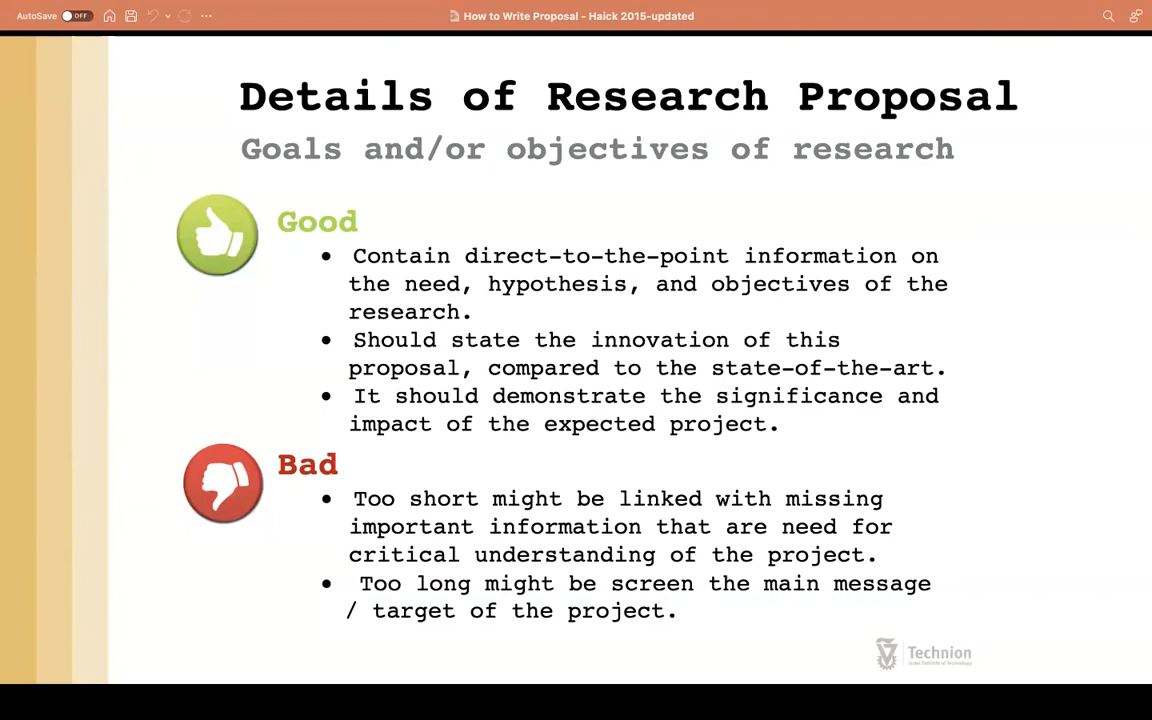 AutoSave OFF
How to Write Proposal - Haick 2015-updated
Details of Research Proposal
Goals and/or objectives of research
Good
• Contain direct-to-the-point information on
the need, hypothesis, and objectives of the
research.
• Should state the innovation of this
proposal, compared to the state-of-the-art.
• It should demonstrate the significance and
impact of the expected project.
Bad
• Too short might be linked with missing
important information that are need for
critical understanding of the project.
• Too long might be screen the main message
/ target of the project.
Technion
Israel Institute of Technology